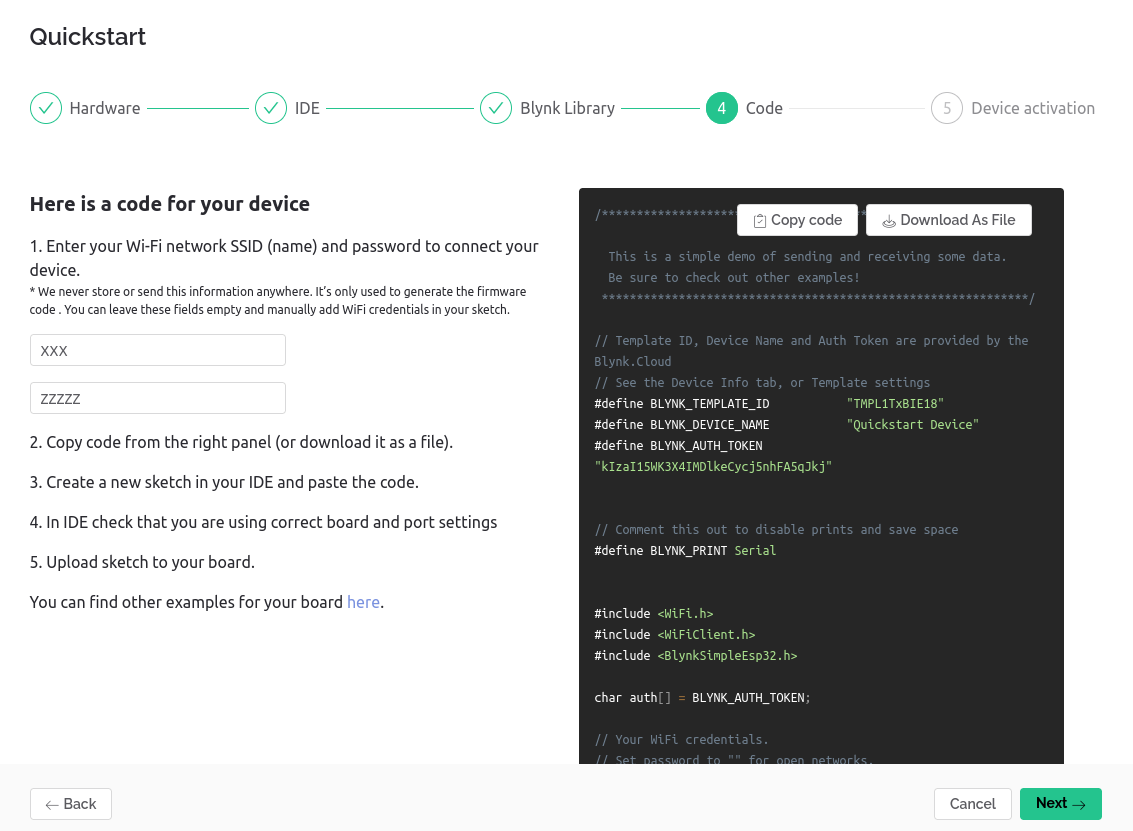 Quickstart
Hardware
IDE
Blynk Library
4 Code
5 Device activation
Here is a code for your device
1. Enter your Wi-Fi network SSID (name) and password to connect your
device.
* We never store or send this information anywhere. It's only used to generate the firmware
code . You can leave these fields empty and manually add WiFi credentials in your sketch.
XXX
ZZZZZ
2. Copy code from the right panel (or download it as a file).
3. Create a new sketch in your IDE and paste the code.
4. In IDE check that you are using correct board and port settings
5. Upload sketch to your board.
You can find other examples for your board here.
Copy code
Download As File
/*******************
This is a simple demo of sending and receiving some data.
Be sure to check out other examples!
*************************************************************/
// Template ID, Device Name and Auth Token are provided by the
Blynk.Cloud
// See the Device Info tab, or Template settings
#define BLYNK_TEMPLATE_ID "TMPL1TxBIE18"
#define BLYNK_DEVICE_NAME "Quickstart Device"
#define BLYNK_AUTH_TOKEN
"kIzaI15WK3X4IMDlkeCycj5nhFA5qJkj"
// Comment this out to disable prints and save space
#define BLYNK_PRINT Serial
#include <WiFi.h>
#include <WiFiClient.h>
#include <BlynkSimpleEsp32.h>
char auth[] = BLYNK_AUTH_TOKEN;
// Your WiFi credentials.
// Set password to "" for open networks.
← Back
Cancel
Next →